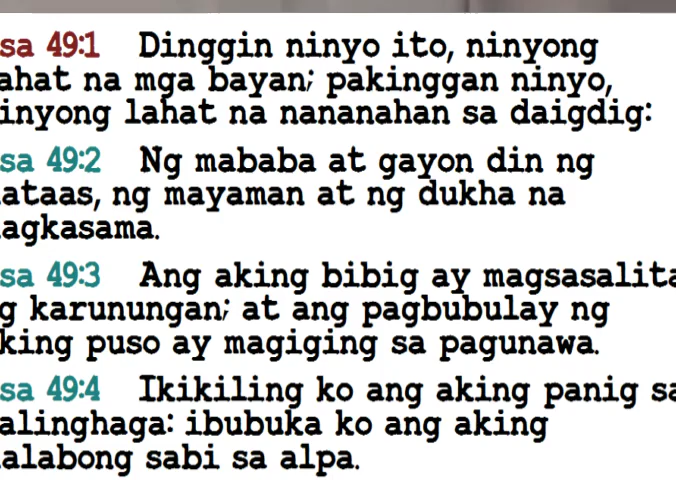 sa 49:1 Dinggin ninyo ito, ninyong
ahat na mga bayan; pakinggan ninyo,
inyong lahat na nananahan sa daigdig:
sa 49:2 Ng mababa at gayon din ng
ataas, ng mayaman at ng dukha na
agkasama.
sa 49:3 Ang aking bibig ay magsasalita
g karunungan; at ang pagbubulay ng
king puso ay magiging sa pagunawa.
sa 49:4 Ikikiling ko ang aking panig sa
alinghaga: ibubuka ko ang aking
alabong sabi sa alpa.